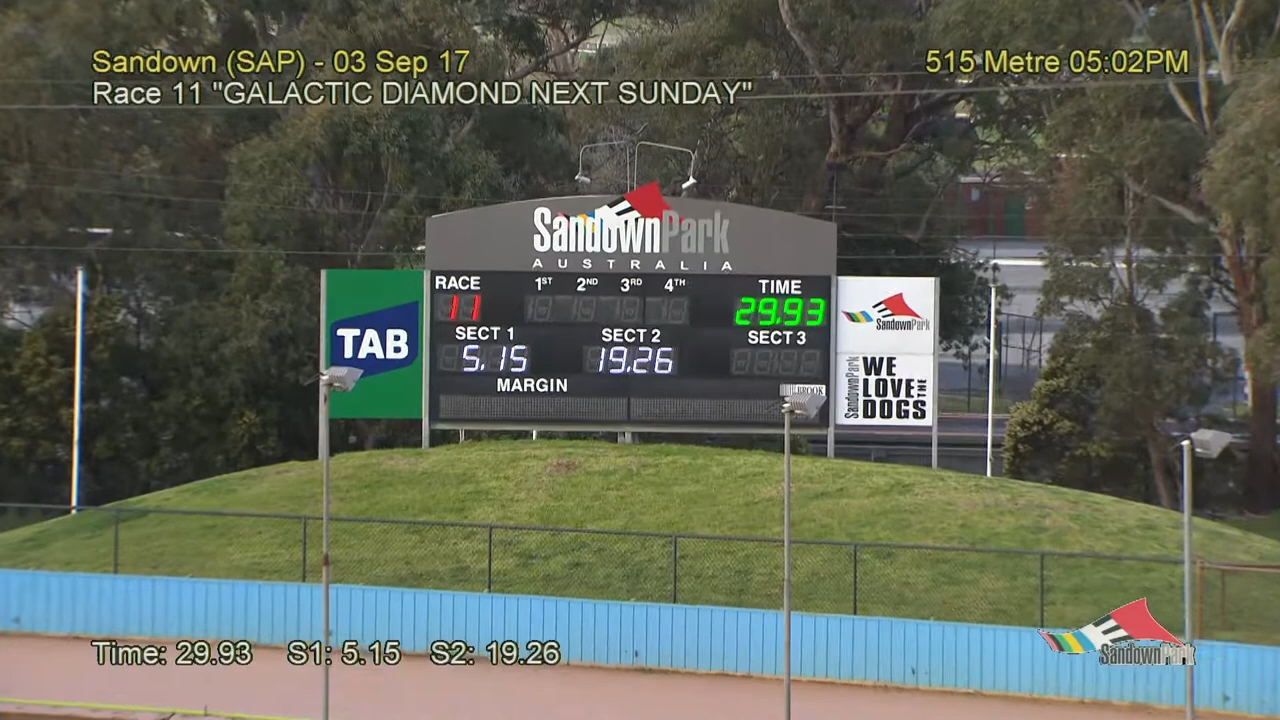 Sandown (SAP) - 03 Sep 17
515 Metre 05:02PM
Race 11 "GALACTIC DIAMOND NEXT SUNDAY"
SandownPark
AUSTRALIA
RACE 1ST 2ND 3RD 4TH TIME
11 29.93
SECT 1 SECT 2 SECT 3
5.15 19.26
MARGIN
TAB
SandownPark
SandownPark
WE
LOVE THE
DOGS
Time: 29.93 S1: 5.15 S2: 19.26
SandownPark